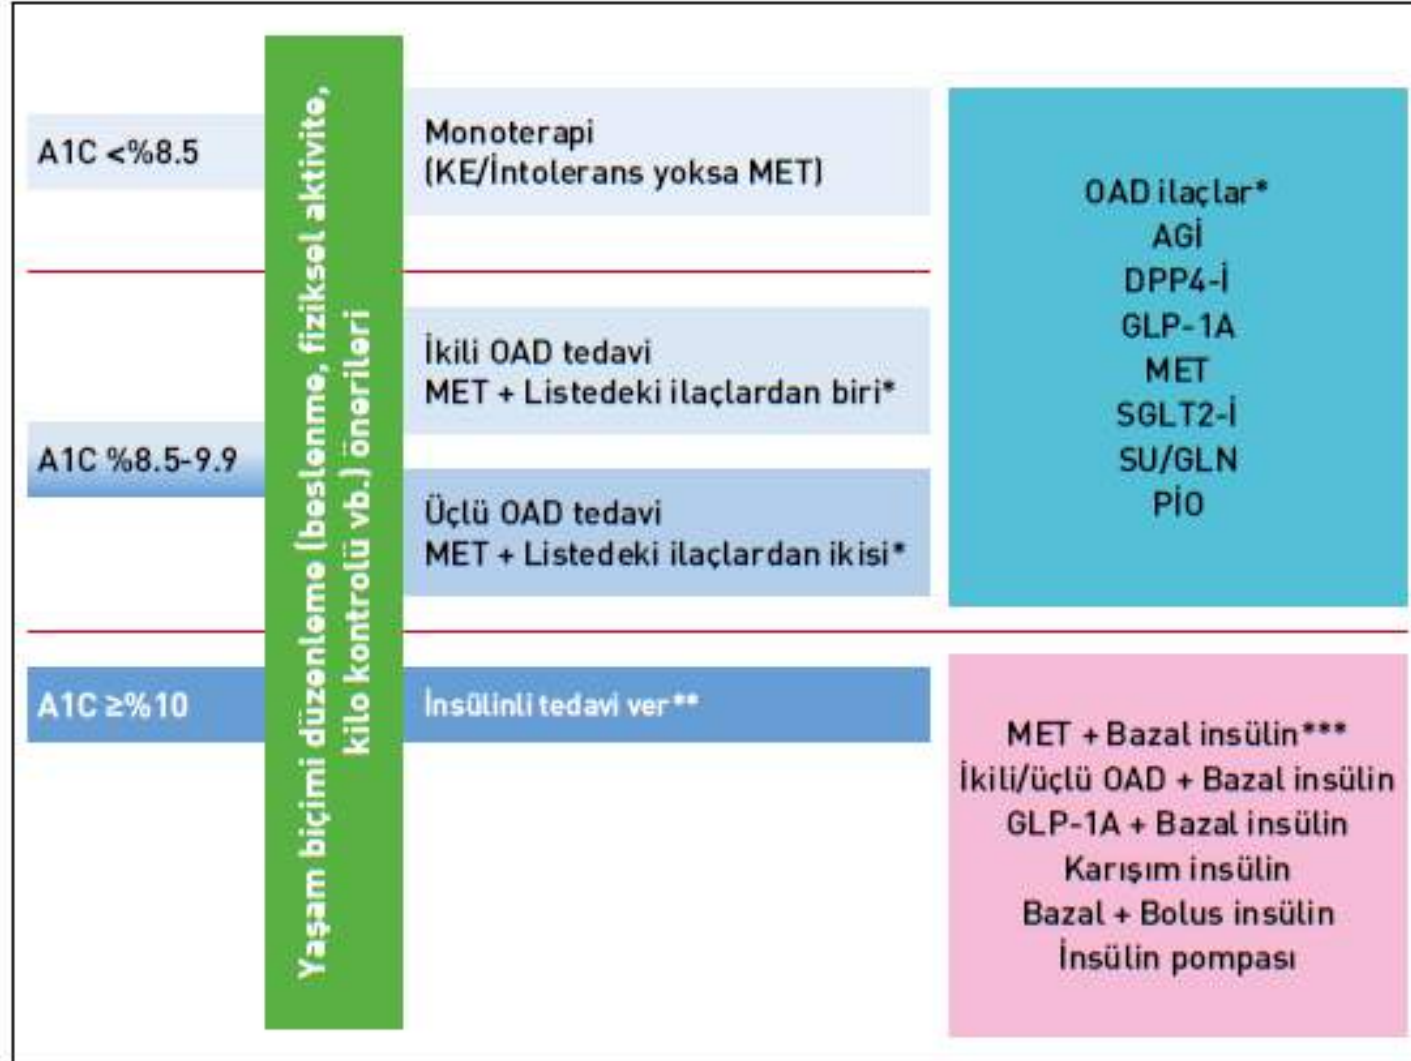 A1C <%8.5
Yaşam biçimi düzenleme (beslenme, fiziksel aktivite,
kilo kontrolü vb.) önerileri
Monoterapi
(KE/İntolerans yoksa MET)
A1C %8.5-9.9
İkili OAD tedavi
MET + Listedeki ilaçlardan biri*
Üçlü OAD tedavi
MET + Listedeki ilaçlardan ikisi*
OAD ilaçlar*
AGİ
DPP4-İ
GLP-1A
MET
SGLT2-İ
SU/GLN
PİO
A1C ≥%10
İnsülinli tedavi ver**
MET + Bazal insülin***
İkili/üçlü OAD + Bazal insülin
GLP-1A + Bazal insülin
Karışım insülin
Bazal + Bolus insülin
İnsülin pompası